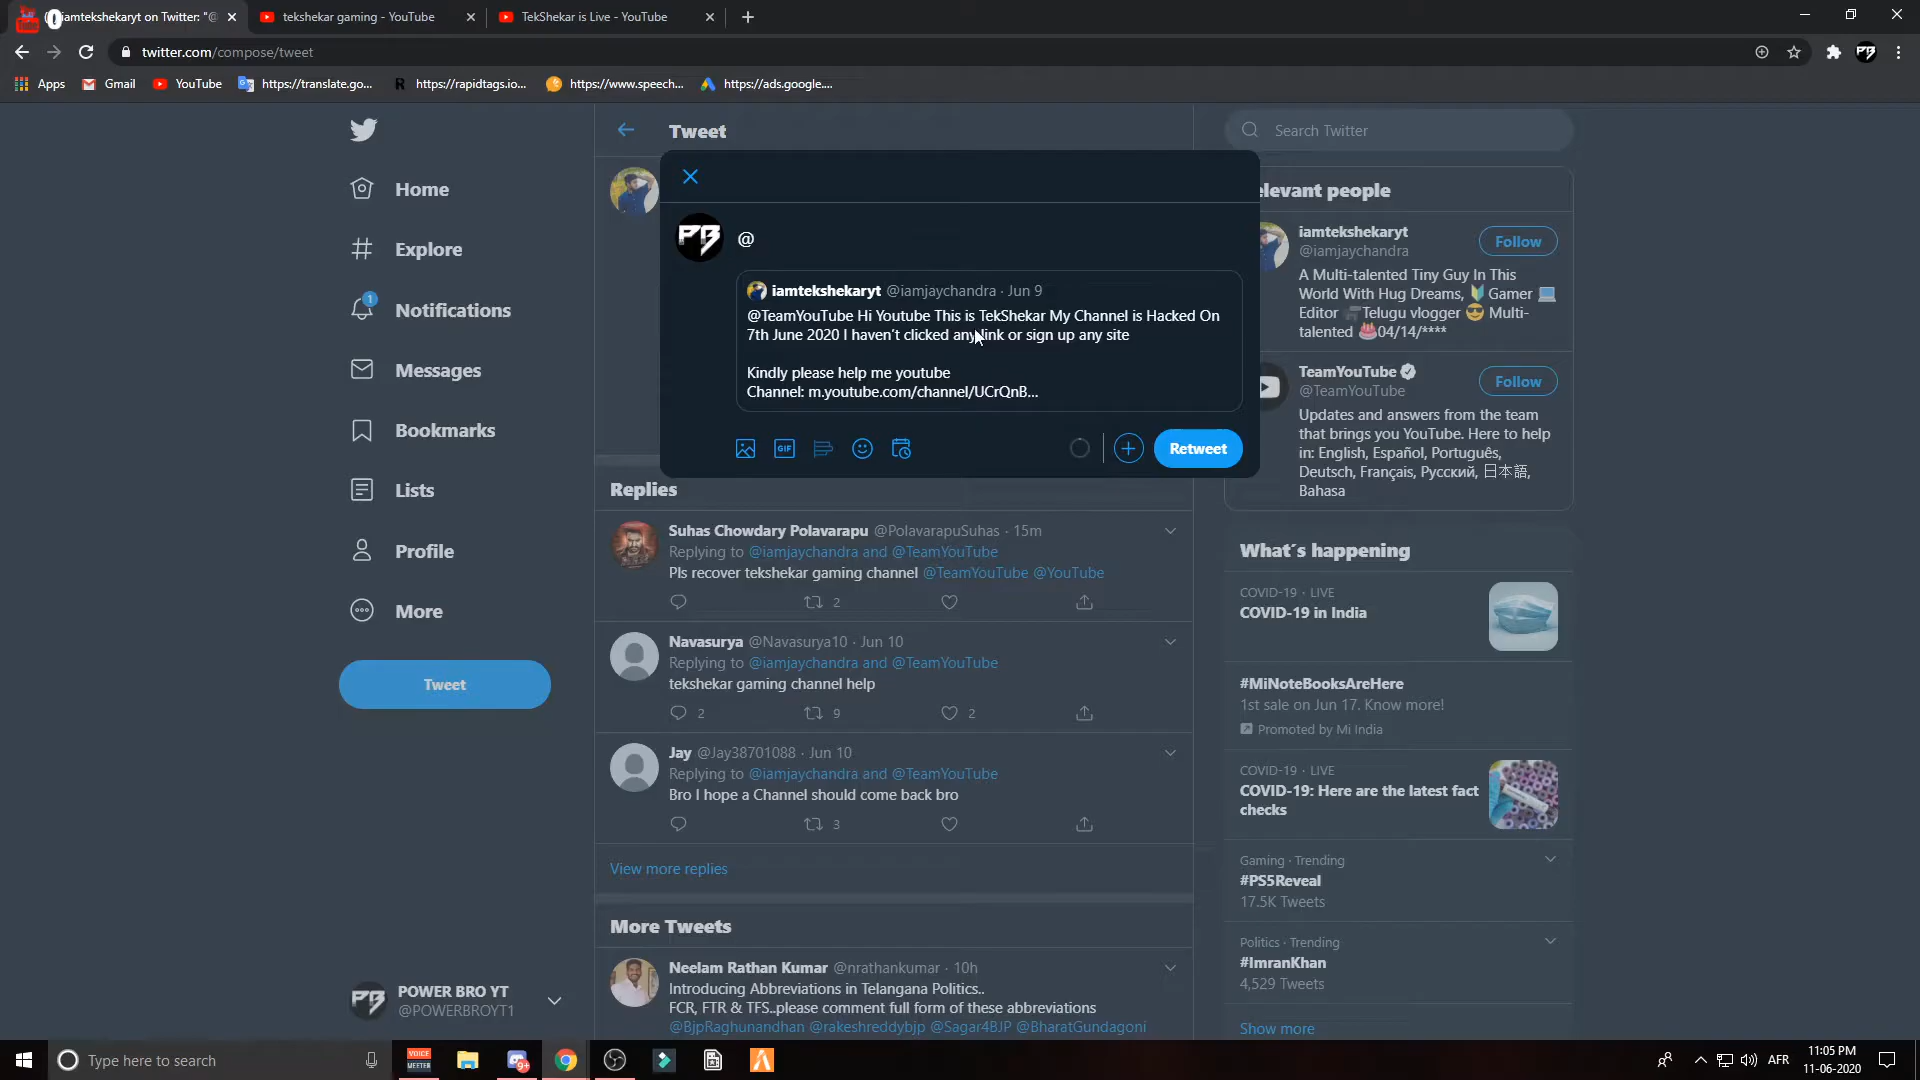 iamtekshekaryt on Twitter: "@
tekshekar gaming - YouTube
TekShekar is Live - YouTube
twitter.com/compose/tweet
Apps
Gmail
YouTube
https://translate.go...
https://rapidtags.io...
https://www.speech...
https://ads.google....
Home
Explore
1
Notifications
Messages
Bookmarks
Lists
Profile
More
Tweet
POWER BRO YT
@POWERBROYT1
Tweet
PB
@
iamtekshekaryt @iamjaychandra · Jun 9
@TeamYouTube Hi Youtube This is TekShekar My Channel is Hacked On
7th June 2020 I haven't clicked any link or sign up any site
Kindly please help me youtube
Channel: m.youtube.com/channel/UCrQnB...
GIF
Retweet
Replies
Suhas Chowdary Polavarapu @PolavarapuSuhas · 15m
Replying to @iamjaychandra and @TeamYouTube
Pls recover tekshekar gaming channel @TeamYouTube @YouTube
2
Navasurya @Navasurya10 · Jun 10
Replying to @iamjaychandra and @TeamYouTube
tekshekar gaming channel help
2 9 2
Jay @Jay38701088 · Jun 10
Replying to @iamjaychandra and @TeamYouTube
Bro I hope a Channel should come back bro
3
View more replies
More Tweets
Neelam Rathan Kumar @nrathankumar · 10h
Introducing Abbreviations in Telangana Politics..
FCR, FTR & TFS..please comment full form of these abbreviations
@BjpRaghunandhan @rakeshreddybjp @Sagar4BJP @BharatGundagoni
Search Twitter
elevant people
iamtekshekaryt
@iamjaychandra
Follow
A Multi-talented Tiny Guy In This
World With Hug Dreams, Gamer
Editor Telugu vlogger Multi-
talented 04/14/****
TeamYouTube
@TeamYouTube
Follow
Updates and answers from the team
that brings you YouTube. Here to help
in: English, Español, Português,
Deutsch, Français, Русский, 日本語,
Bahasa
What's happening
COVID-19 · LIVE
COVID-19 in India
#MiNoteBooksAreHere
1st sale on Jun 17. Know more!
Promoted by Mi India
COVID-19 · LIVE
COVID-19: Here are the latest fact
checks
Gaming · Trending
#PS5Reveal
17.5K Tweets
Politics · Trending
#ImranKhan
4,529 Tweets
Show more
Type here to search
VOICE
MEETER
9+
AFR
11:05 PM
11-06-2020